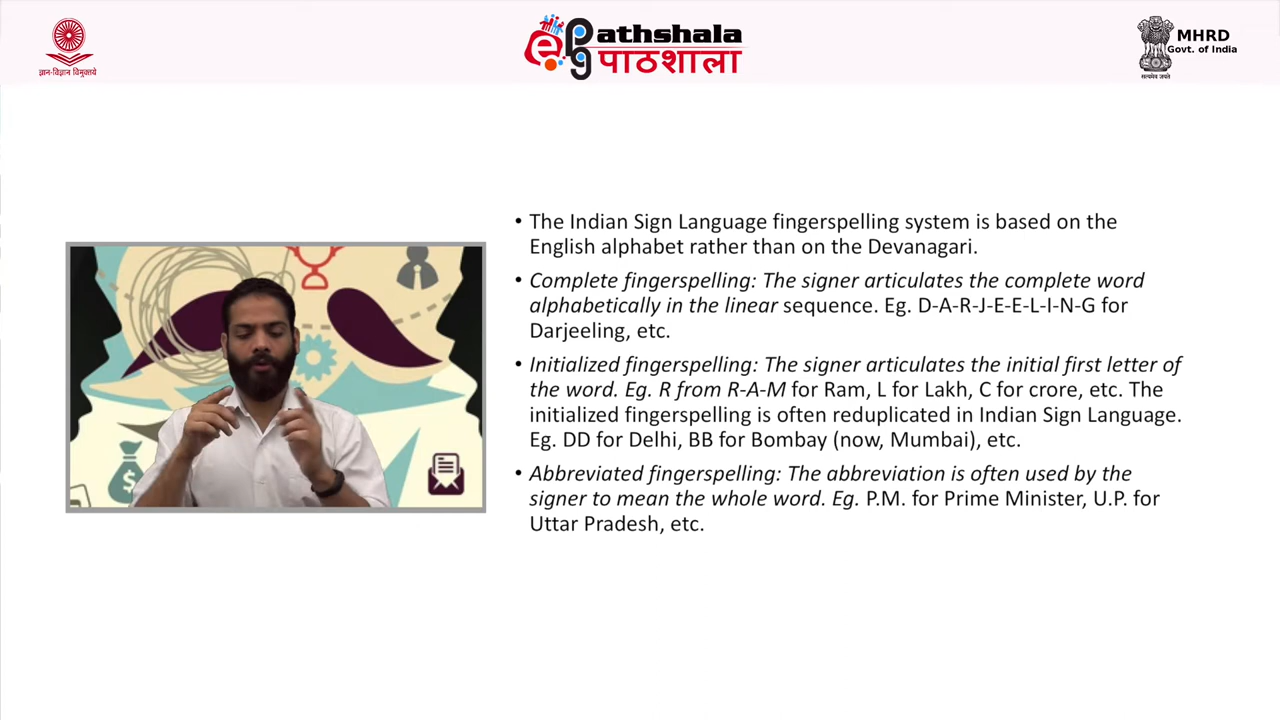 ज्ञान-विज्ञान विमुक्तये
ePG Pathshala
पाठशाला
MHRD
Govt. of India
सत्यमेव जयते
• The Indian Sign Language fingerspelling system is based on the
English alphabet rather than on the Devanagari.
• Complete fingerspelling: The signer articulates the complete word
alphabetically in the linear sequence. Eg. D-A-R-J-E-E-L-I-N-G for
Darjeeling, etc.
• Initialized fingerspelling: The signer articulates the initial first letter of
the word. Eg. R from R-A-M for Ram, L for Lakh, C for crore, etc. The
initialized fingerspelling is often reduplicated in Indian Sign Language.
Eg. DD for Delhi, BB for Bombay (now, Mumbai), etc.
• Abbreviated fingerspelling: The abbreviation is often used by the
signer to mean the whole word. Eg. P.M. for Prime Minister, U.P. for
Uttar Pradesh, etc.
$